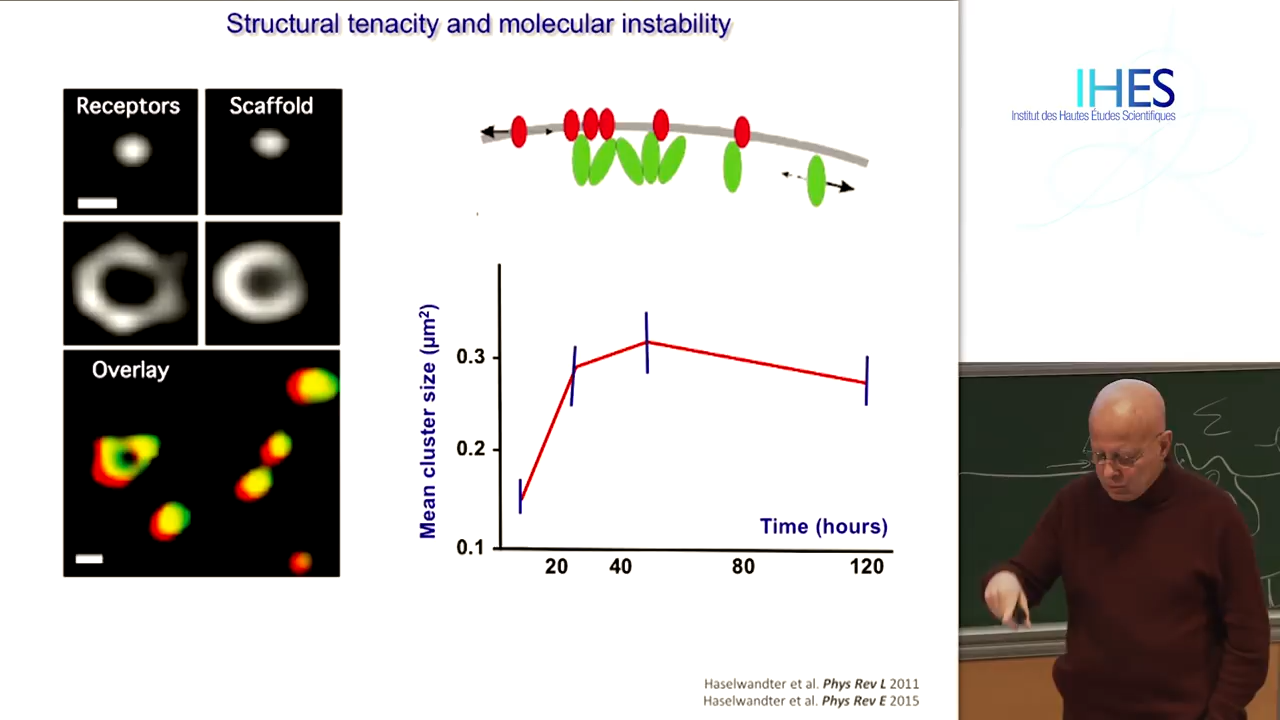 Structural tenacity and molecular instability
IHES
Institut des Hautes Études Scientifiques
Receptors
Scaffold
Overlay
Mean cluster size (µm²)
0.3
0.2
0.1
Time (hours)
20 40 80 120
Haselwandter et al. Phys Rev L 2011
Haselwandter et al. Phys Rev E 2015